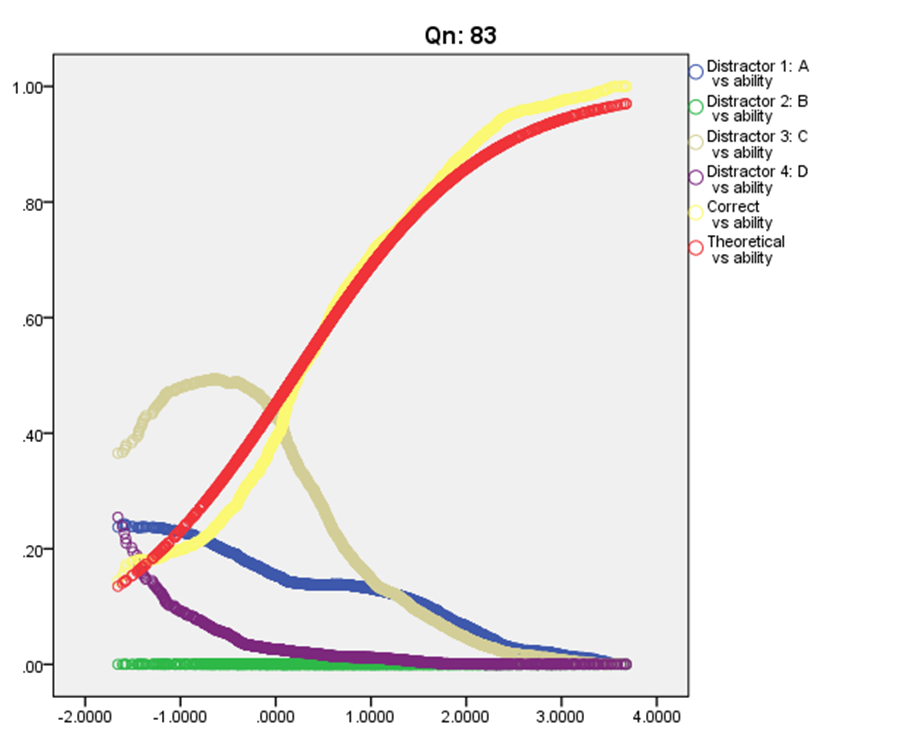 Qn: 83
Distractor 1: A
vs ability
Distractor 2: B
vs ability
Distractor 3: C
vs ability
Distractor 4: D
vs ability
Correct
vs ability
Theoretical
vs ability
1.00
.80
.60
.40
.20
.00
-2.0000 -1.0000 .0000 1.0000 2.0000 3.0000 4.0000